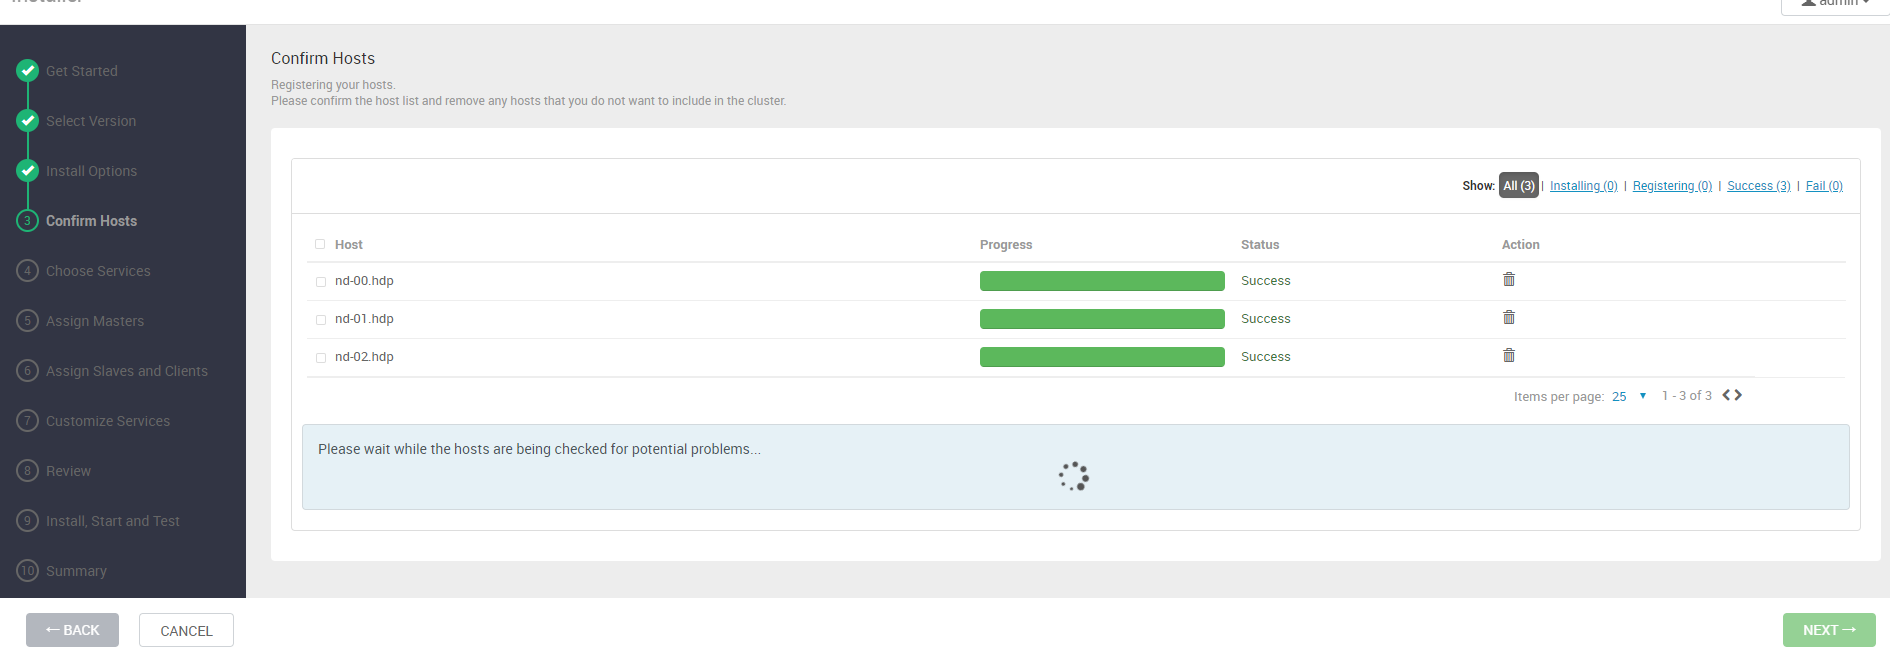 admin
Get Started
Select Version
Install Options
3 Confirm Hosts
4 Choose Services
5 Assign Masters
6 Assign Slaves and Clients
7 Customize Services
8 Review
9 Install, Start and Test
10 Summary
Confirm Hosts
Registering your hosts.
Please confirm the host list and remove any hosts that you do not want to include in the cluster.
Show: All (3) | Installing (0) | Registering (0) | Success (3) | Fail (0)
Host Progress Status Action
nd-00.hdp Success
nd-01.hdp Success
nd-02.hdp Success
Items per page: 25 1 - 3 of 3
Please wait while the hosts are being checked for potential problems...
← BACK CANCEL NEXT →